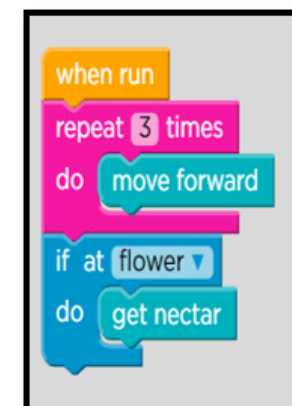 when run
repeat 3 times
do move forward
if at flower
do get nectar